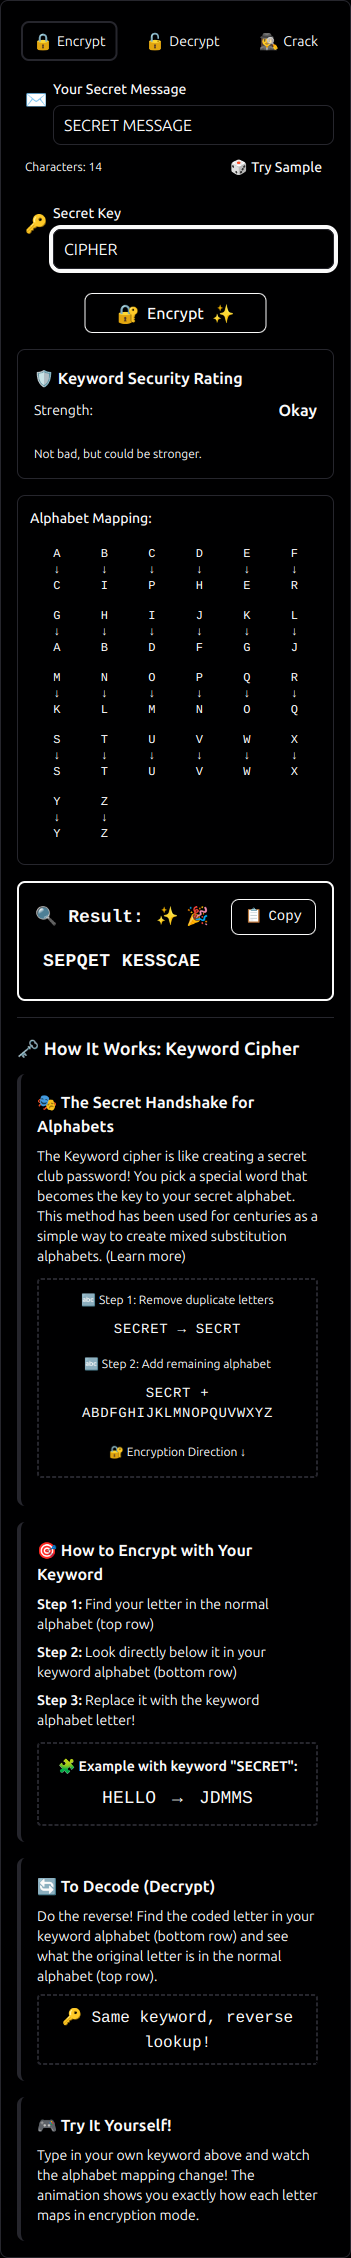 🔒 Encrypt 🔓 Decrypt 🕵️ Crack
Your Secret Message
SECRET MESSAGE
Characters: 14 🎲 Try Sample
Secret Key
CIPHER
🔐 Encrypt ✨
🛡️ Keyword Security Rating
Strength: Okay
Not bad, but could be stronger.
Alphabet Mapping:
A B C D E F
↓ ↓ ↓ ↓ ↓ ↓
C I P H E R
G H I J K L
↓ ↓ ↓ ↓ ↓ ↓
A B D F G J
M N O P Q R
↓ ↓ ↓ ↓ ↓ ↓
K L M N O Q
S T U V W X
↓ ↓ ↓ ↓ ↓ ↓
S T U V W X
Y Z
↓ ↓
Y Z
🔍 Result: ✨ 🎉 📋 Copy
SEPQET KESSCAE
🗝️ How It Works: Keyword Cipher
🎭 The Secret Handshake for
Alphabets
The Keyword cipher is like creating a secret
club password! You pick a special word that
becomes the key to your secret alphabet.
This method has been used for centuries as a
simple way to create mixed substitution
alphabets. (Learn more)
🔤 Step 1: Remove duplicate letters
SECRET → SECRT
🔤 Step 2: Add remaining alphabet
SECRT +
ABDFGHIJKLMNOPQUVWXYZ
🔐 Encryption Direction ↓
🎯 How to Encrypt with Your
Keyword
Step 1: Find your letter in the normal
alphabet (top row)
Step 2: Look directly below it in your
keyword alphabet (bottom row)
Step 3: Replace it with the keyword
alphabet letter!
🧩 Example with keyword "SECRET":
HELLO → JDMMS
🔄 To Decode (Decrypt)
Do the reverse! Find the coded letter in your
keyword alphabet (bottom row) and see
what the original letter is in the normal
alphabet (top row).
🔑 Same keyword, reverse
lookup!
🎮 Try It Yourself!
Type in your own keyword above and watch
the alphabet mapping change! The
animation shows you exactly how each letter
maps in encryption mode.